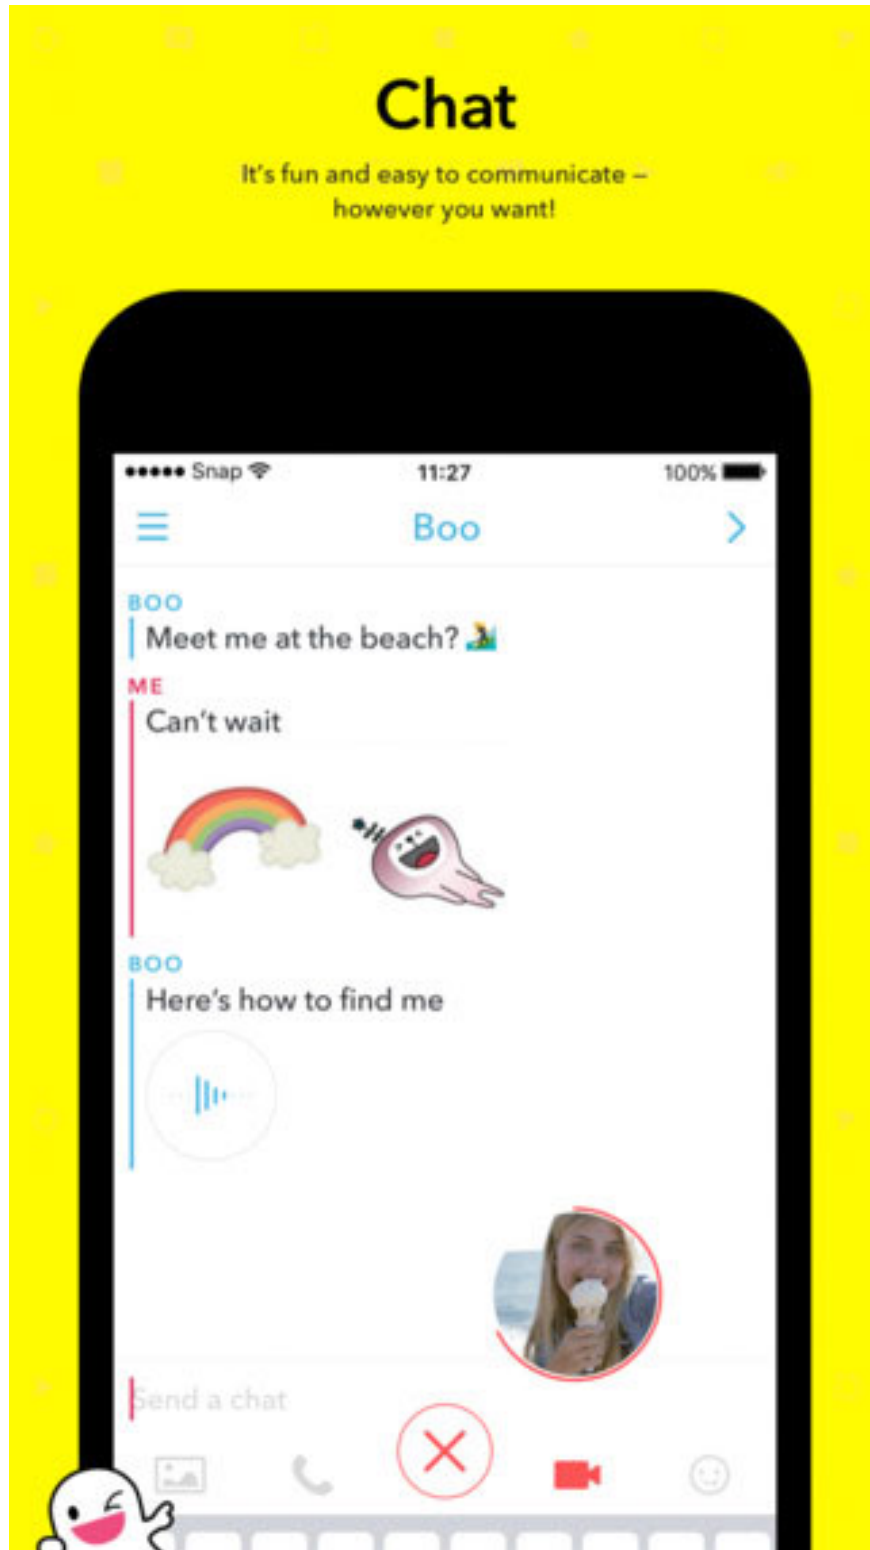 Chat
It's fun and easy to communicate –
however you want!
Snap 11:27 100%
Boo
BOO
Meet me at the beach?
ME
Can't wait
BOO
Here's how to find me
Send a chat